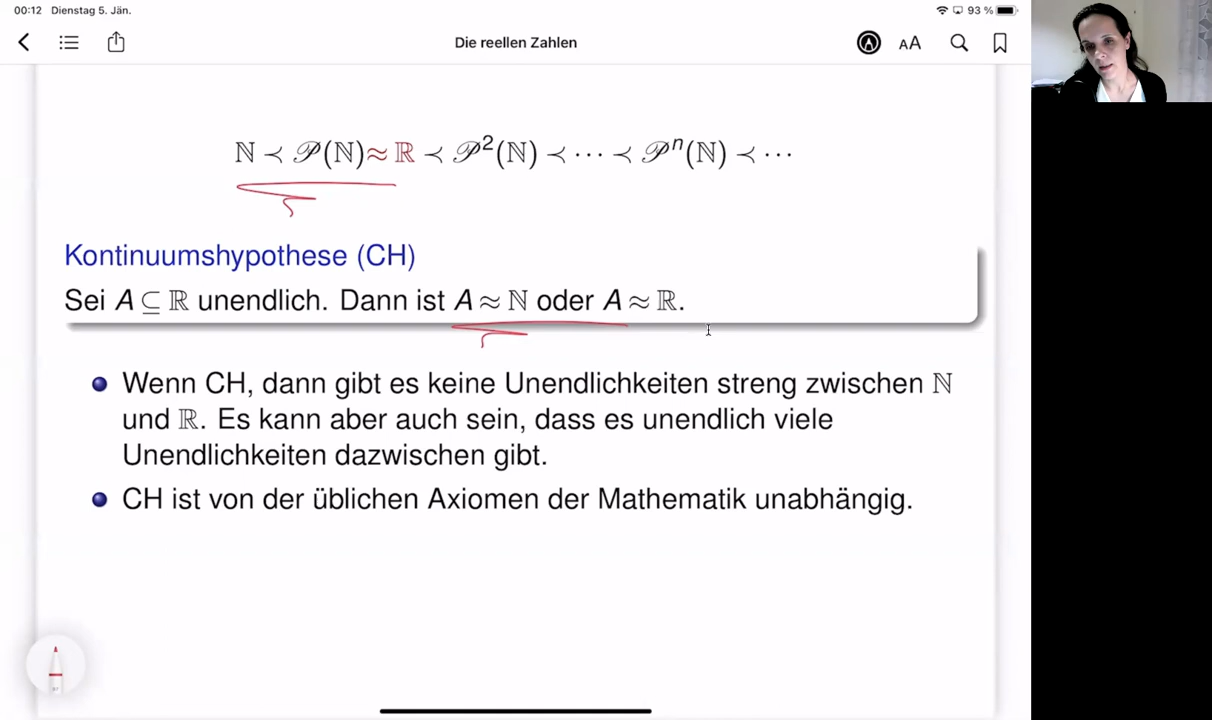 00:12 Dienstag 5. Jän.
93 %
Die reellen Zahlen
AA
ℕ ≺ 𝒫(ℕ) ≈ ℝ ≺ 𝒫²(ℕ) ≺ ⋯ ≺ 𝒫ⁿ(ℕ) ≺ ⋯
Kontinuumshypothese (CH)
Sei A ⊆ ℝ unendlich. Dann ist A ≈ ℕ oder A ≈ ℝ.
Wenn CH, dann gibt es keine Unendlichkeiten streng zwischen ℕ
und ℝ. Es kann aber auch sein, dass es unendlich viele
Unendlichkeiten dazwischen gibt.
CH ist von der üblichen Axiomen der Mathematik unabhängig.